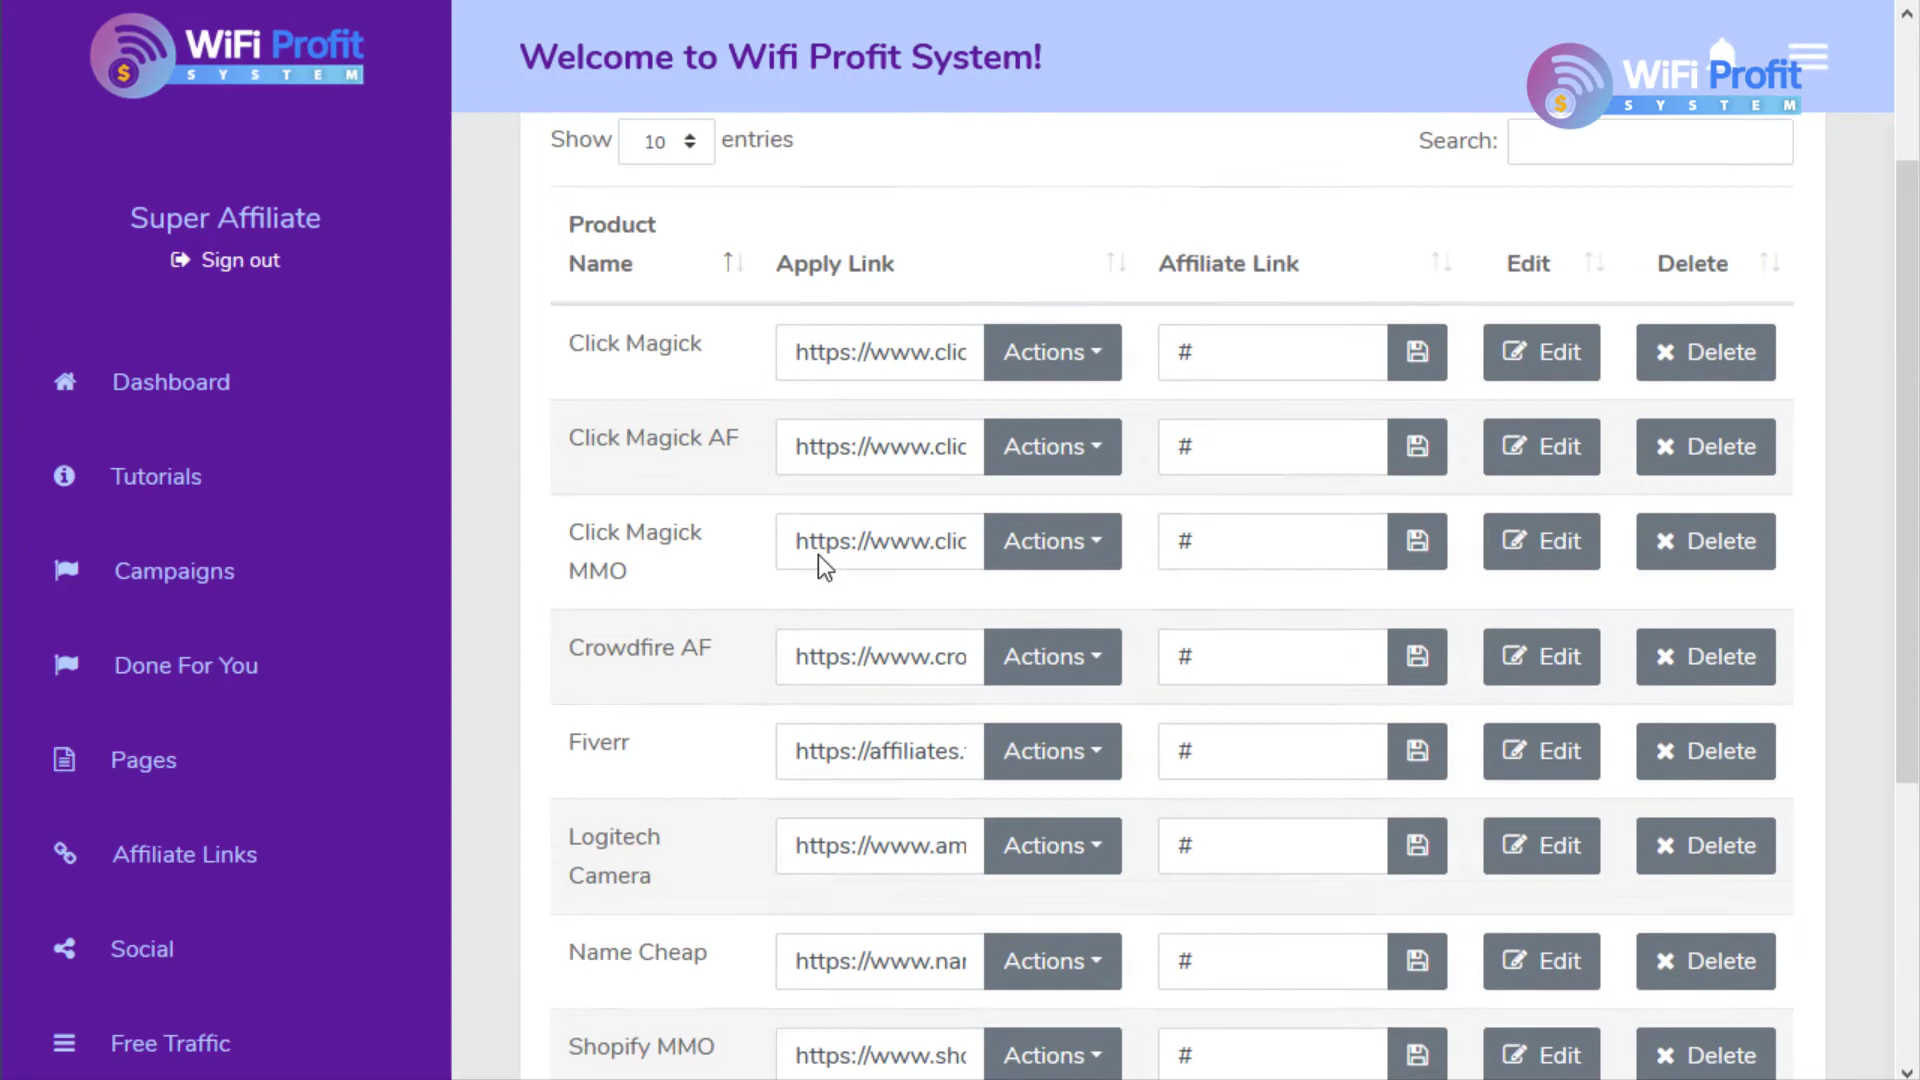 WiFi Profit
SYSTEM
Super Affiliate
Sign out
Dashboard
Tutorials
Campaigns
Done For You
Pages
Affiliate Links
Social
Free Traffic
Welcome to Wifi Profit System!
WiFi Profit
SYSTEM
Show 10 entries
Search:
Product
Name Apply Link Affiliate Link Edit Delete
Click Magick https://www.clic Actions # Edit Delete
Click Magick AF https://www.clic Actions # Edit Delete
Click Magick
MMO https://www.clic Actions # Edit Delete
Crowdfire AF https://www.cro Actions # Edit Delete
Fiverr https://affiliates. Actions # Edit Delete
Logitech
Camera https://www.am Actions # Edit Delete
Name Cheap https://www.nar Actions # Edit Delete
Shopify MMO https://www.sho Actions # Edit Delete